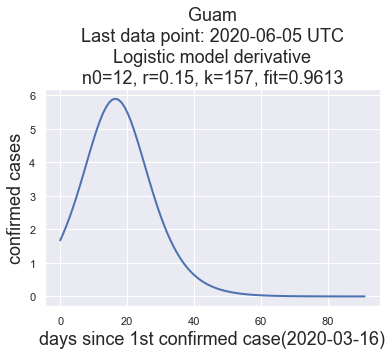 Guam
Last data point: 2020-06-05 UTC
Logistic model derivative
n0=12, r=0.15, k=157, fit=0.9613
6
5
4
3
2
1
0
confirmed cases
0 20 40 60 80
days since 1st confirmed case(2020-03-16)